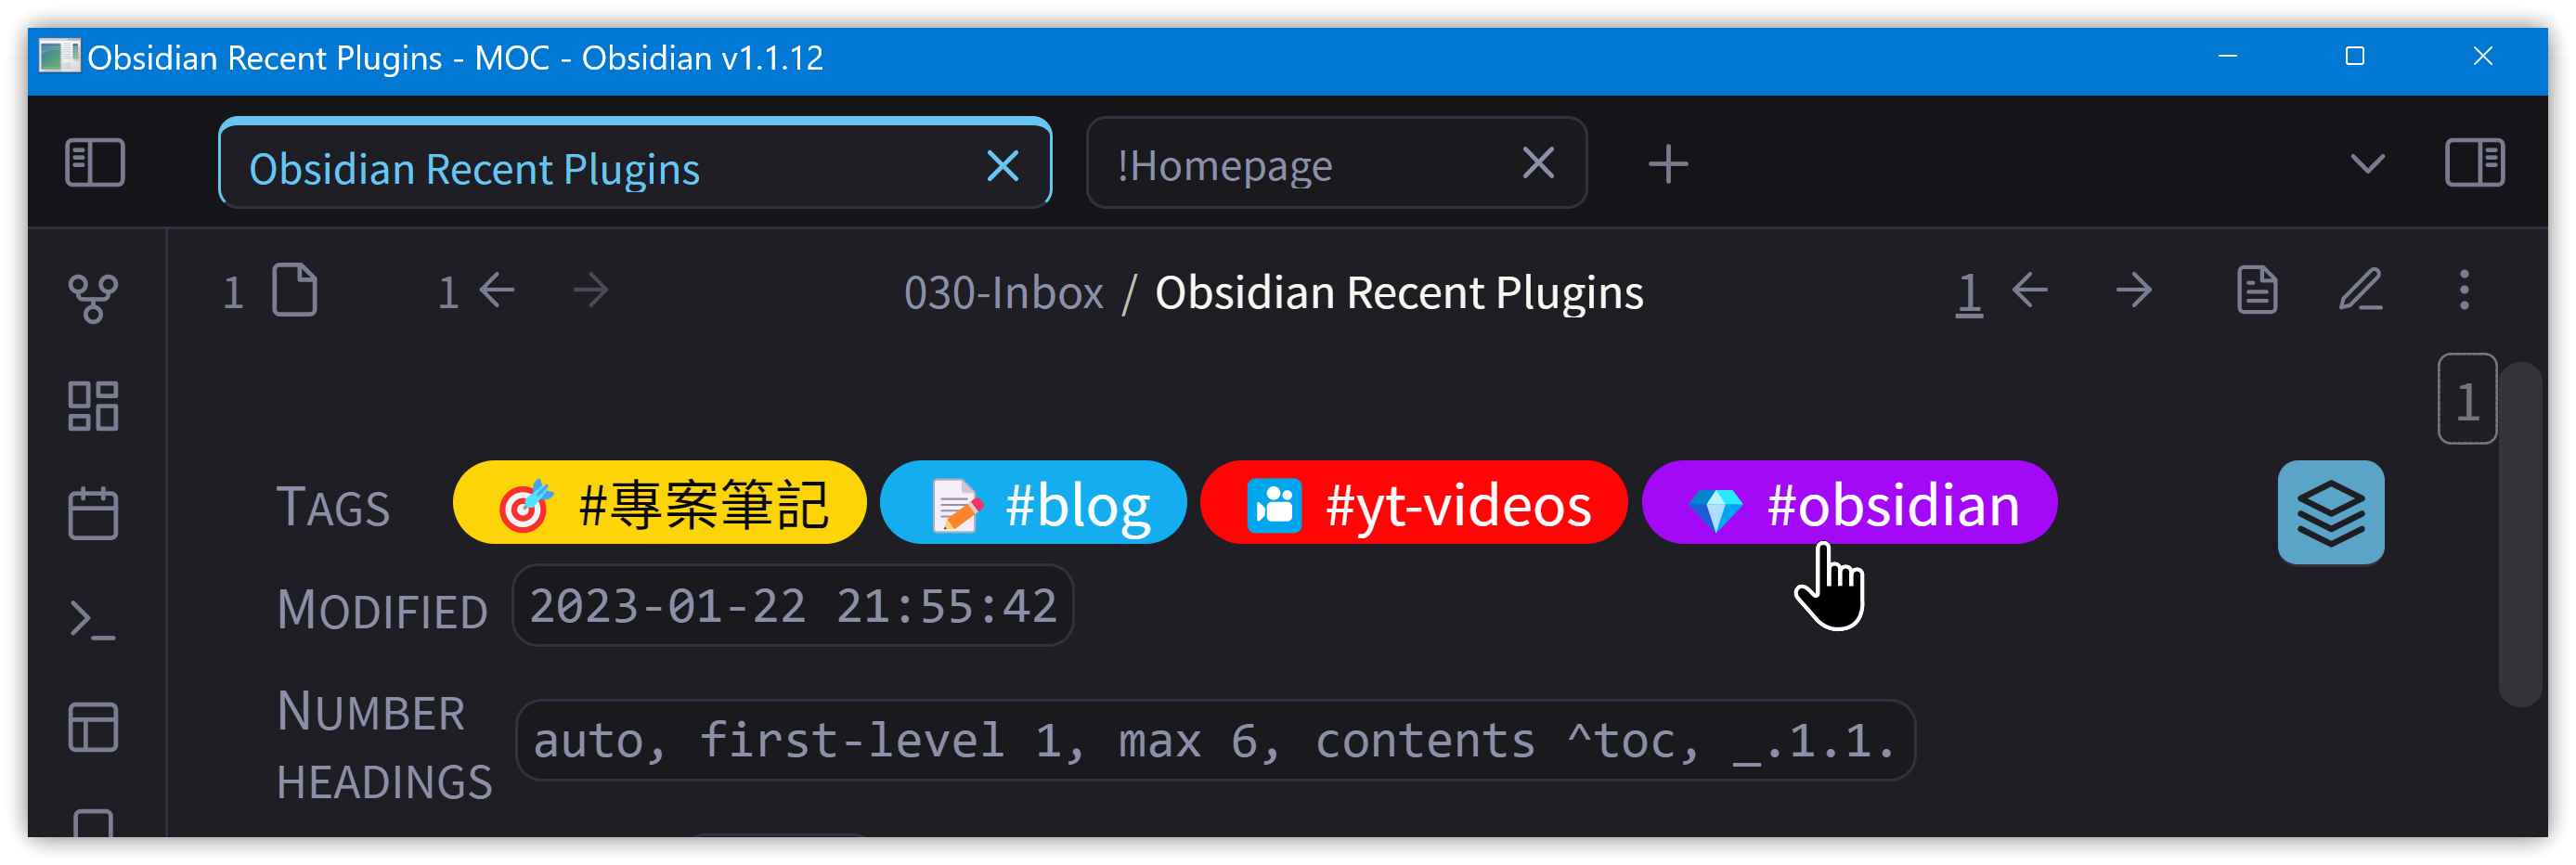 Obsidian Recent Plugins - MOC - Obsidian v1.1.12
Obsidian Recent Plugins
!Homepage
1
1
030-Inbox / Obsidian Recent Plugins
1
1
TAGS #專案筆記 #blog #yt-videos #obsidian
MODIFIED 2023-01-22 21:55:42
NUMBER
HEADINGS
auto, first-level 1, max 6, contents ^toc, _.1.1.